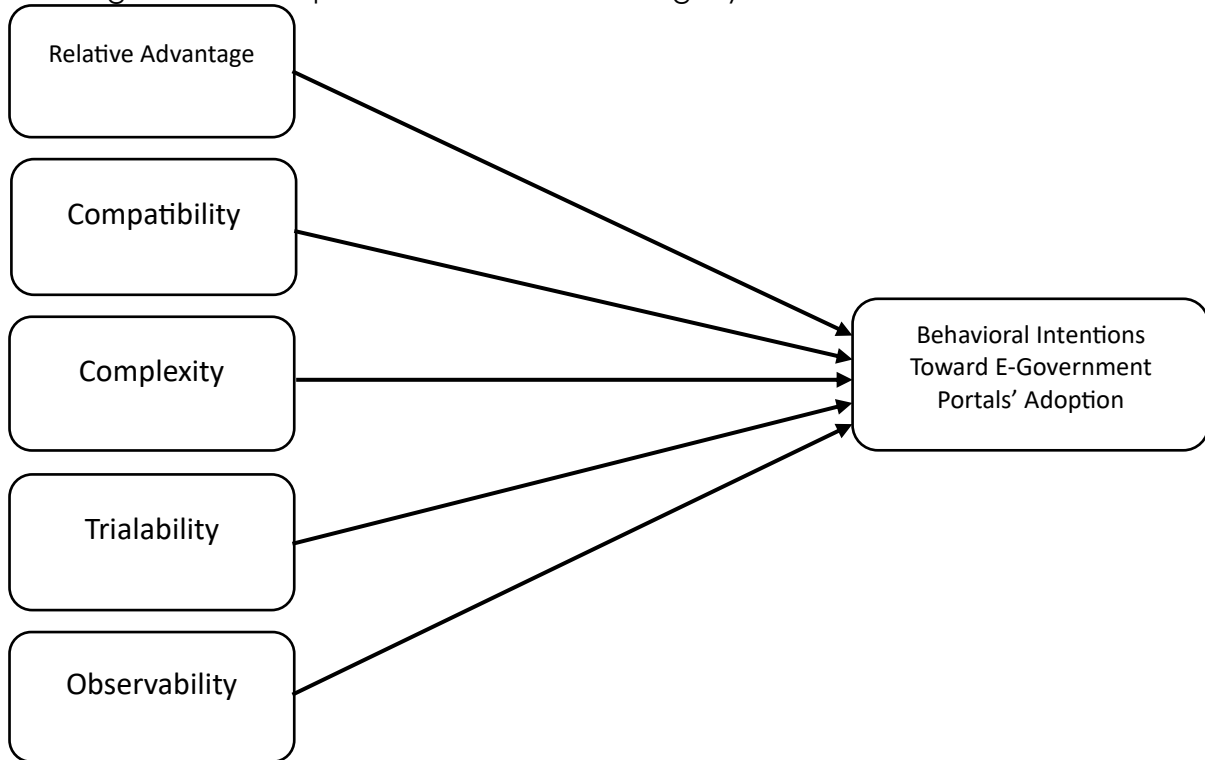 Relative Advantage
Compatibility
Complexity
Trialability
Observability
Behavioral Intentions
Toward E-Government
Portals’ Adoption